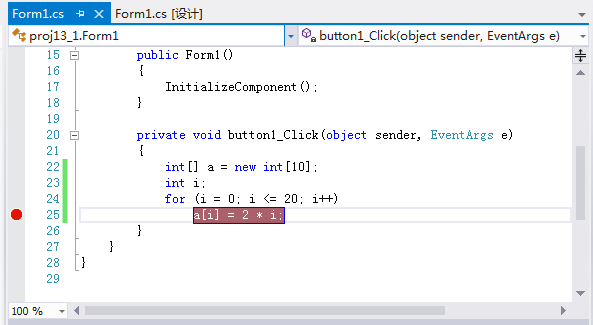 Form1.cs Form1.cs [设计]
proj13_1.Form1 button1_Click(object sender, EventArgs e)
15 public Form1()
16 {
17 InitializeComponent();
18 }
19
20 private void button1_Click(object sender, EventArgs e)
21 {
22 int[] a = new int[10];
23 int i;
24 for (i = 0; i <= 20; i++)
25 a[i] = 2 * i;
26 }
27 }
28 }
29
100 %